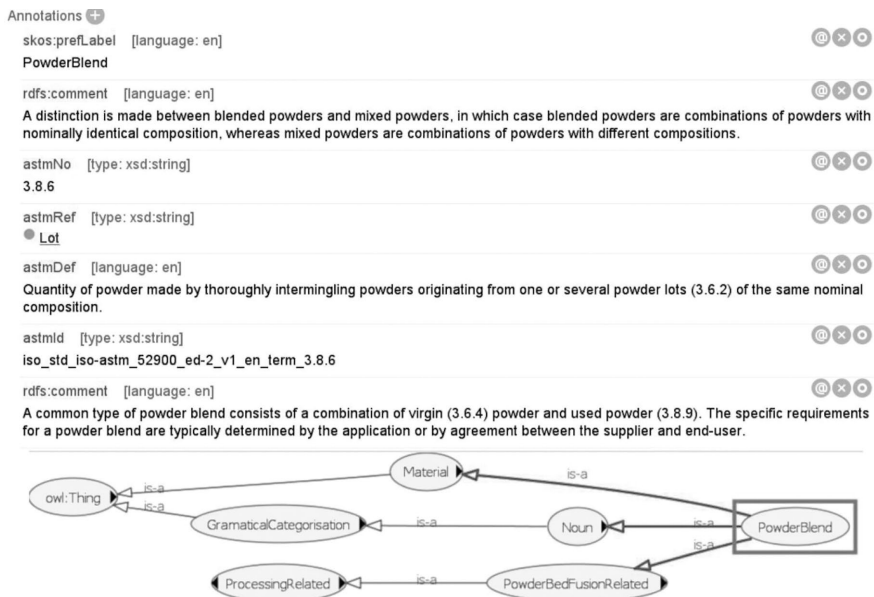 Annotations
skos:prefLabel [language: en]
PowderBlend
rdfs:comment [language: en]
A distinction is made between blended powders and mixed powders, in which case blended powders are combinations of powders with
nominally identical composition, whereas mixed powders are combinations of powders with different compositions.
astmNo [type: xsd:string]
3.8.6
astmRef [type: xsd:string]
Lot
astmDef [language: en]
Quantity of powder made by thoroughly intermingling powders originating from one or several powder lots (3.6.2) of the same nominal
composition.
astmId [type: xsd:string]
iso_std_iso-astm_52900_ed-2_v1_en_term_3.8.6
rdfs:comment [language: en]
A common type of powder blend consists of a combination of virgin (3.6.4) powder and used powder (3.8.9). The specific requirements
for a powder blend are typically determined by the application or by agreement between the supplier and end-user.
Material
is-a
owl:Thing
is-a
is-a
GramaticalCategorisation
is-a
Noun
is-a
PowderBlend
is-a
ProcessingRelated
is-a
PowderBedFusionRelated